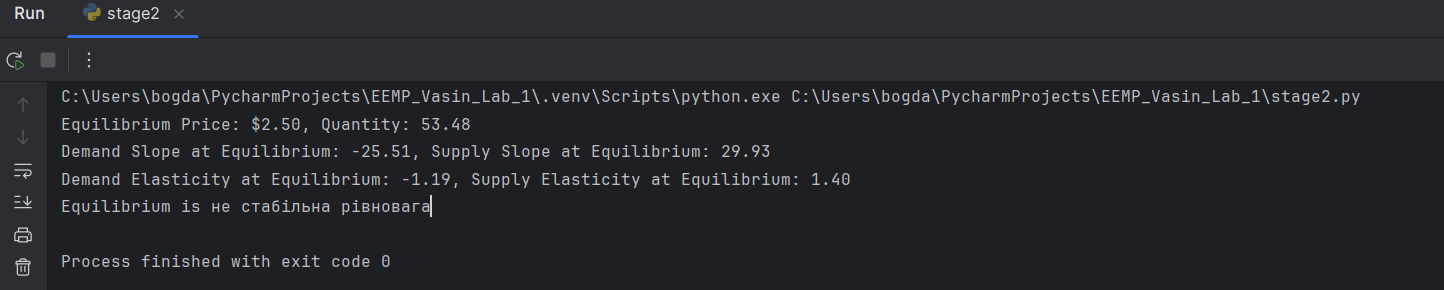 Run stage2
C:\Users\bogda\PycharmProjects\EEMP_Vasin_Lab_1\.venv\Scripts\python.exe C:\Users\bogda\PycharmProjects\EEMP_Vasin_Lab_1\stage2.py
Equilibrium Price: $2.50, Quantity: 53.48
Demand Slope at Equilibrium: -25.51, Supply Slope at Equilibrium: 29.93
Demand Elasticity at Equilibrium: -1.19, Supply Elasticity at Equilibrium: 1.40
Equilibrium is не стабільна рівновага
Process finished with exit code 0